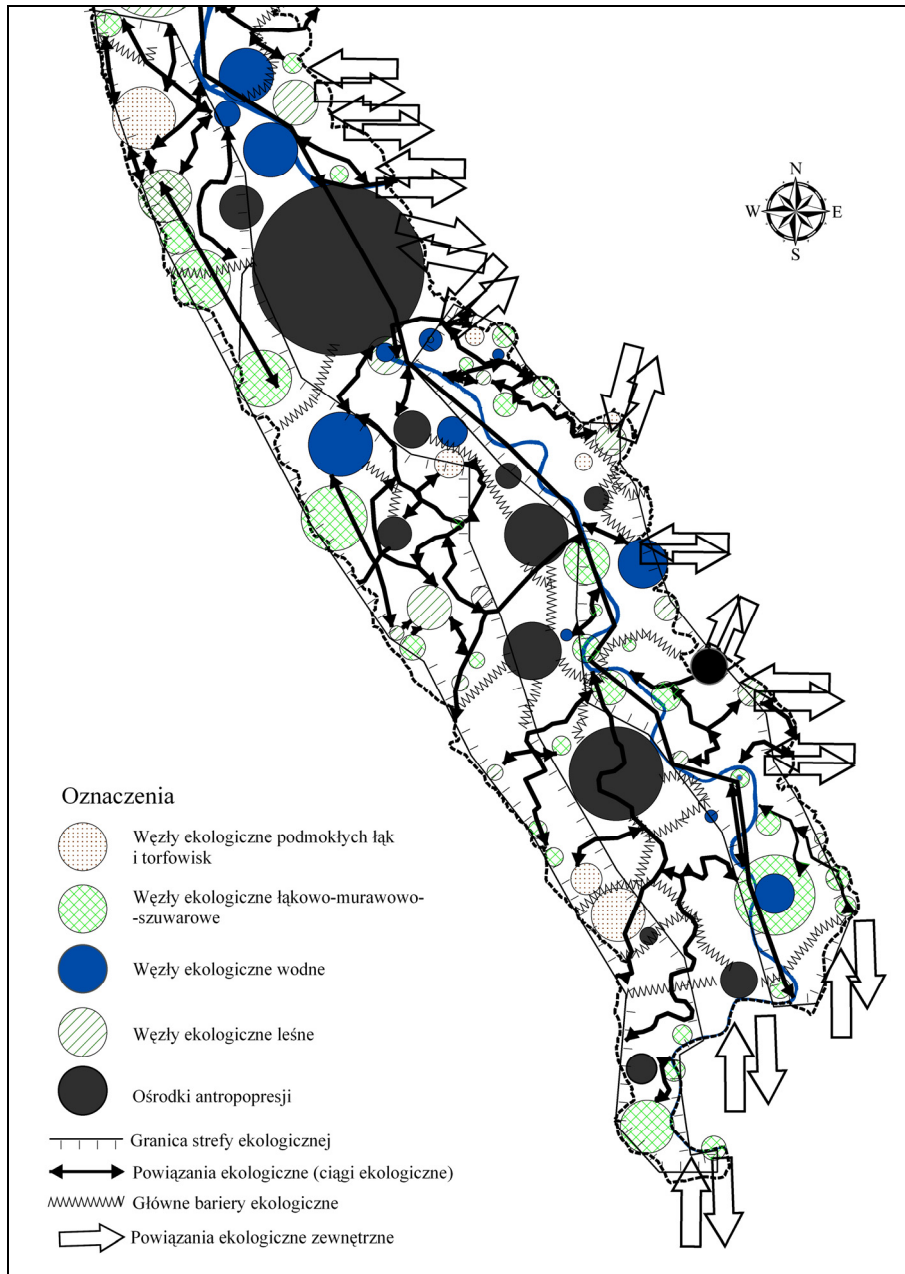 N
W E
S
Oznaczenia
Węzły ekologiczne podmokłych łąk
i torfowisk
Węzły ekologiczne łąkowo-murawowo-
-szuwarowe
Węzły ekologiczne wodne
Węzły ekologiczne leśne
Ośrodki antropopresji
Granica strefy ekologicznej
Powiązania ekologiczne (ciągi ekologiczne)
Główne bariery ekologiczne
Powiązania ekologiczne zewnętrzne